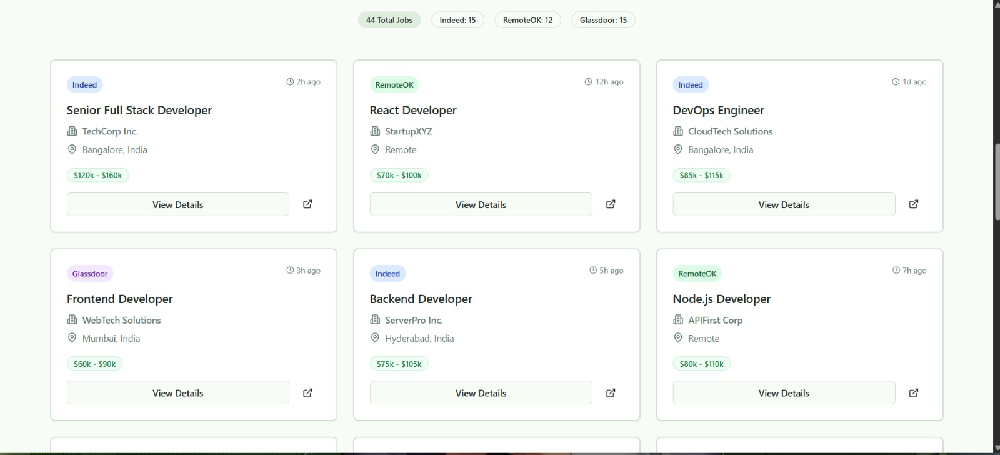 44 Total Jobs
Indeed: 15
RemoteOK: 12
Glassdoor: 15
Indeed
2h ago
Senior Full Stack Developer
TechCorp Inc.
Bangalore, India
$120k - $160k
View Details
RemoteOK
12h ago
React Developer
StartupXYZ
Remote
$70k - $100k
View Details
Indeed
1d ago
DevOps Engineer
CloudTech Solutions
Bangalore, India
$85k - $115k
View Details
Glassdoor
3h ago
Frontend Developer
WebTech Solutions
Mumbai, India
$60k - $90k
View Details
Indeed
5h ago
Backend Developer
ServerPro Inc.
Hyderabad, India
$75k - $105k
View Details
RemoteOK
7h ago
Node.js Developer
APIFirst Corp
Remote
$80k - $110k
View Details